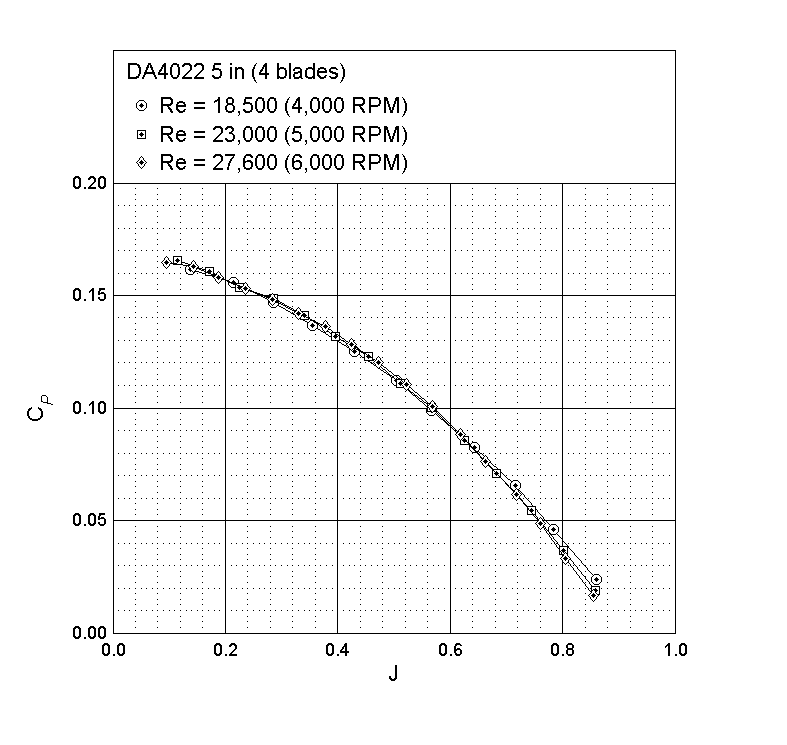 DA4022 5 in (4 blades)
Re = 18,500 (4,000 RPM)
Re = 23,000 (5,000 RPM)
Re = 27,600 (6,000 RPM)
0.20
0.15
0.10
C_P
0.05
0.00
0.0 0.2 0.4 0.6 0.8 1.0
J